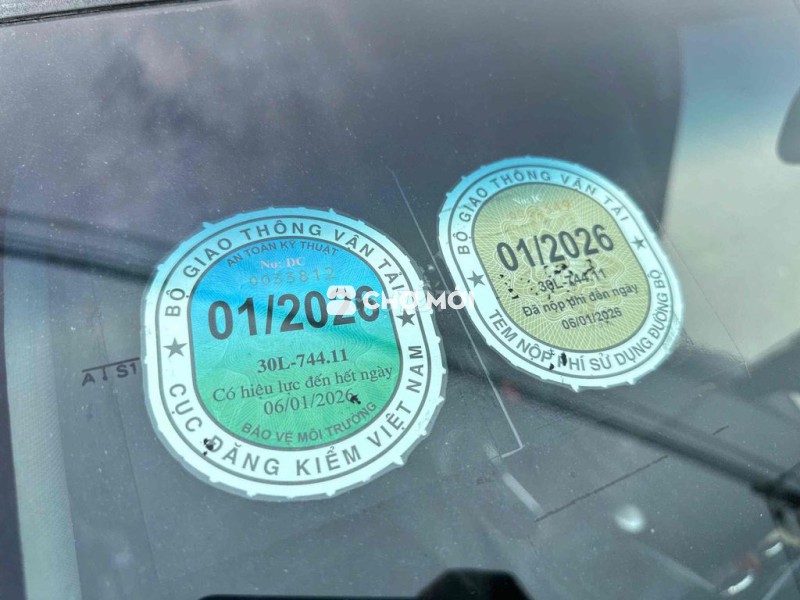 BỘ GIAO THÔNG VẬN TẢI
AN TOÀN KỸ THUẬT
No: DC
01/2026
30L-744.11
Có hiệu lực đến hết ngày
06/01/2026
BẢO VỆ MÔI TRƯỜNG
CỤC ĐĂNG KIỂM VIỆT NAM
BỘ GIAO THÔNG VẬN TẢI
01/2026
30L-744.11
Đã nộp phí đến ngày
06/01/2026
TEM NỘP PHÍ SỬ DỤNG ĐƯỜNG BỘ
CHỢ MỚI